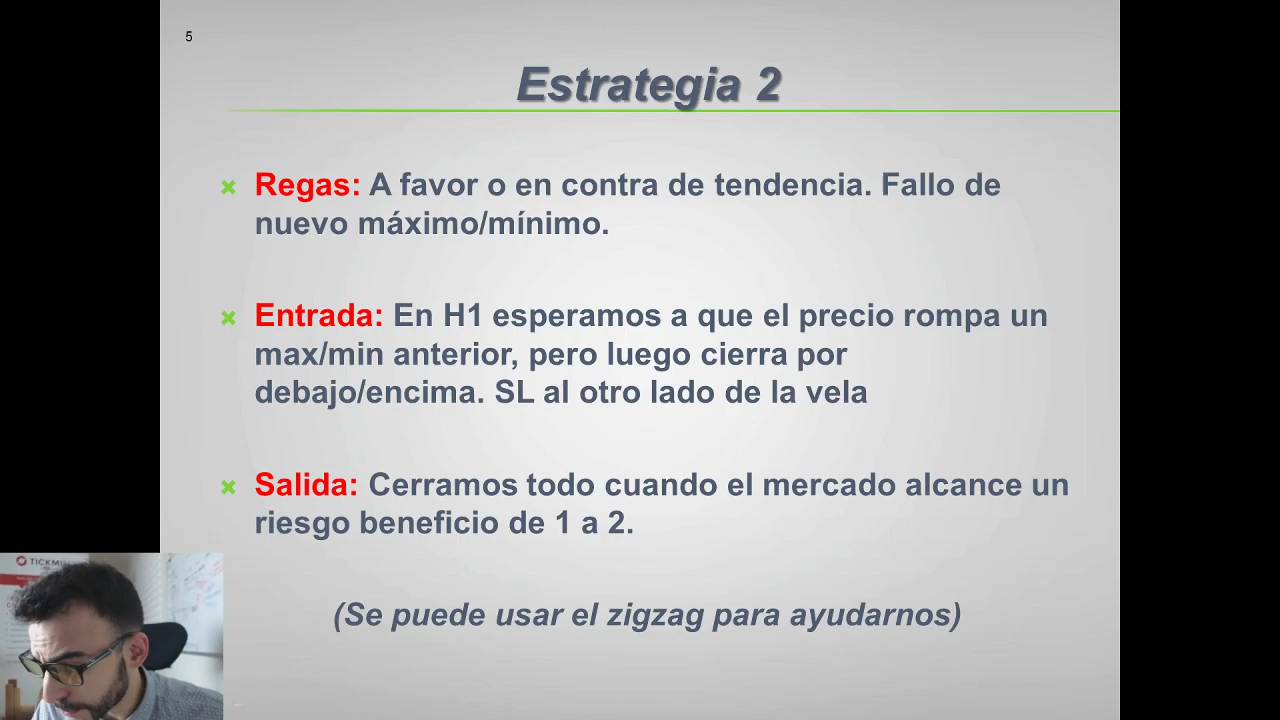 5
Estrategia 2
Regas: A favor o en contra de tendencia. Fallo de
nuevo máximo/mínimo.
Entrada: En H1 esperamos a que el precio rompa un
max/min anterior, pero luego cierra por
debajo/encima. SL al otro lado de la vela
Salida: Cerramos todo cuando el mercado alcance un
riesgo beneficio de 1 a 2.
(Se puede usar el zigzag para ayudarnos)
TICKMILL